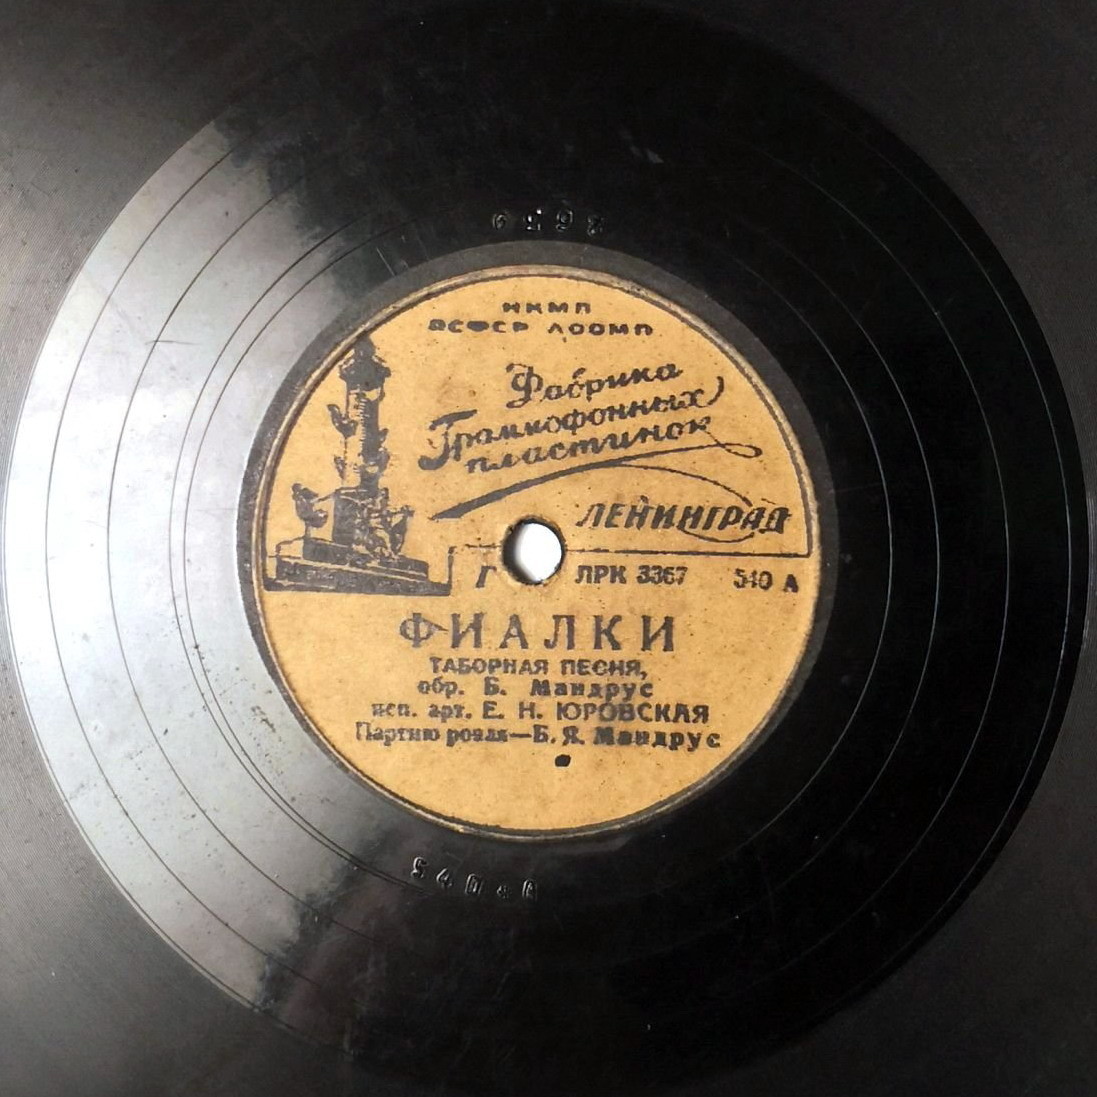 НКМП
РСФСР ЛООМП
Фабрика
Граммофонных
пластинок
ЛЕНИНГРАД
Г ЛРК 3367 540 А
ФИАЛКИ
ТАБОРНАЯ ПЕСНЯ,
обр. Б. Мандрус
исп. арт. Е. Н. ЮРОВСКАЯ
Партию рояля—Б. Я. Мандрус
540